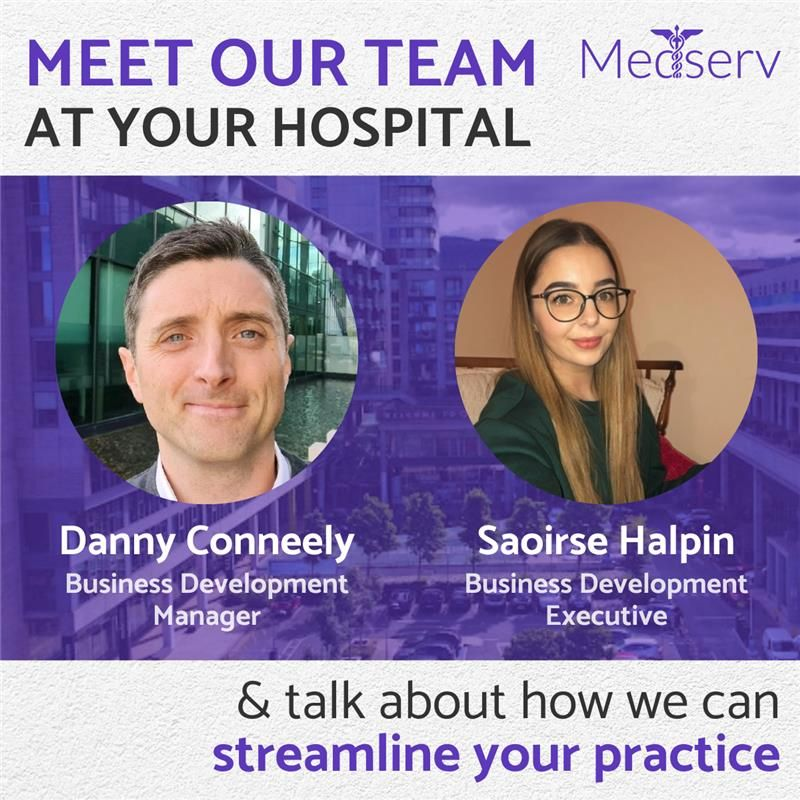 MEET OUR TEAM
Medserv
AT YOUR HOSPITAL
Danny Conneely
Business Development
Manager
Saoirse Halpin
Business Development
Executive
& talk about how we can
streamline your practice